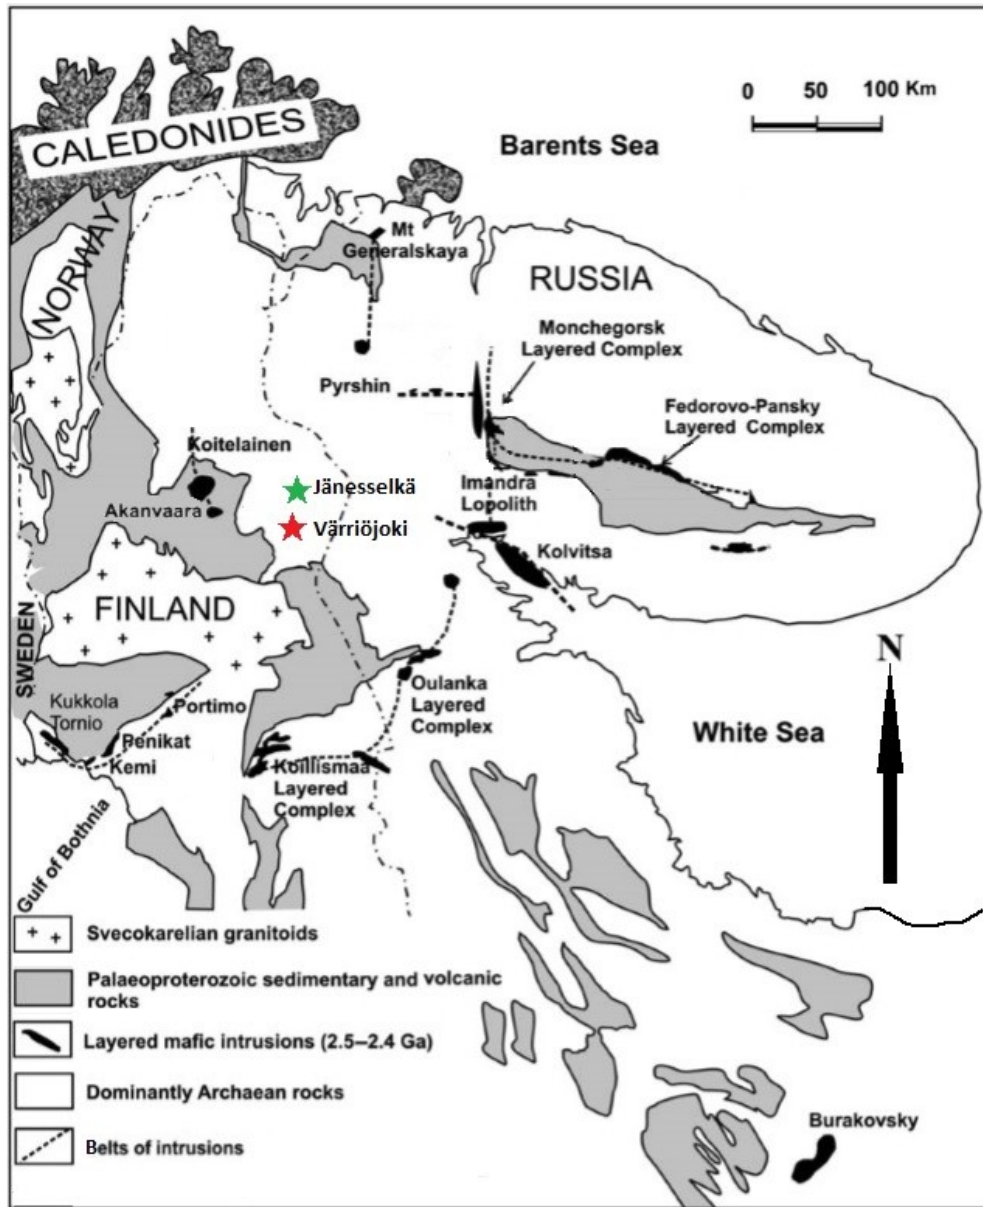 0 50 100 Km
CALEDONIDES
Barents Sea
NORWAY
Mt
Generalskaya
RUSSIA
Monchegorsk
Layered Complex
Pyrshin
Fedorovo-Pansky
Layered Complex
Koitelainen
Jänesselkä
Imandra
Lopolith
Akanvaara
Värriöjoki
Kolvitsa
FINLAND
SWEDEN
N
Oulanka
Layered
Complex
Kukkola
Tornio
Portimo
White Sea
Penikat
Kemi
Koillismaa
Layered
Complex
Gulf of Bothnia
Svecokarelian granitoids
Palaeoproterozoic sedimentary and volcanic
rocks
Layered mafic intrusions (2.5–2.4 Ga)
Dominantly Archaean rocks
Burakovsky
Belts of intrusions